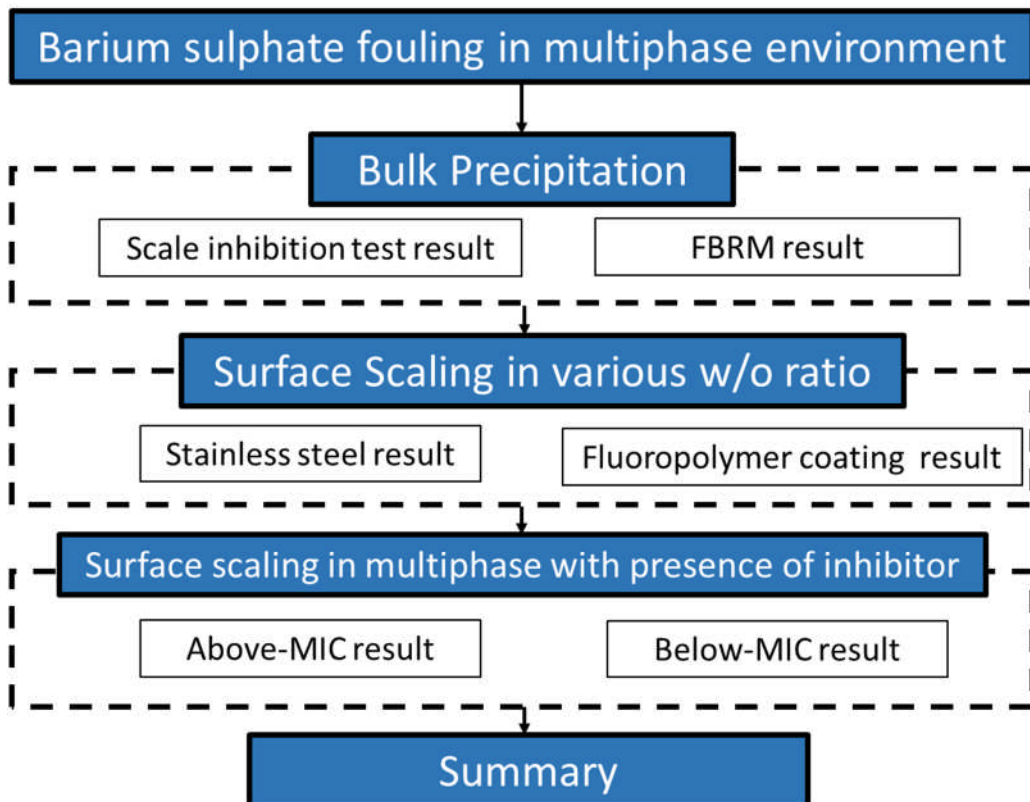 Barium sulphate fouling in multiphase environment
Bulk Precipitation
Scale inhibition test result
FBRM result
Surface Scaling in various w/o ratio
Stainless steel result
Fluoropolymer coating result
Surface scaling in multiphase with presence of inhibitor
Above-MIC result
Below-MIC result
Summary